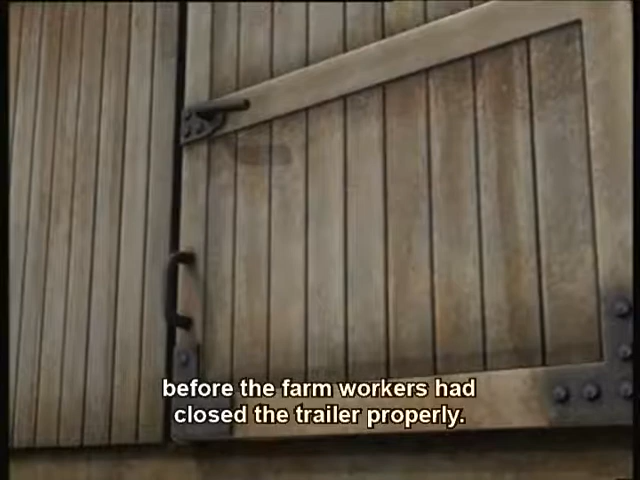 before the farm workers had
closed the trailer properly.